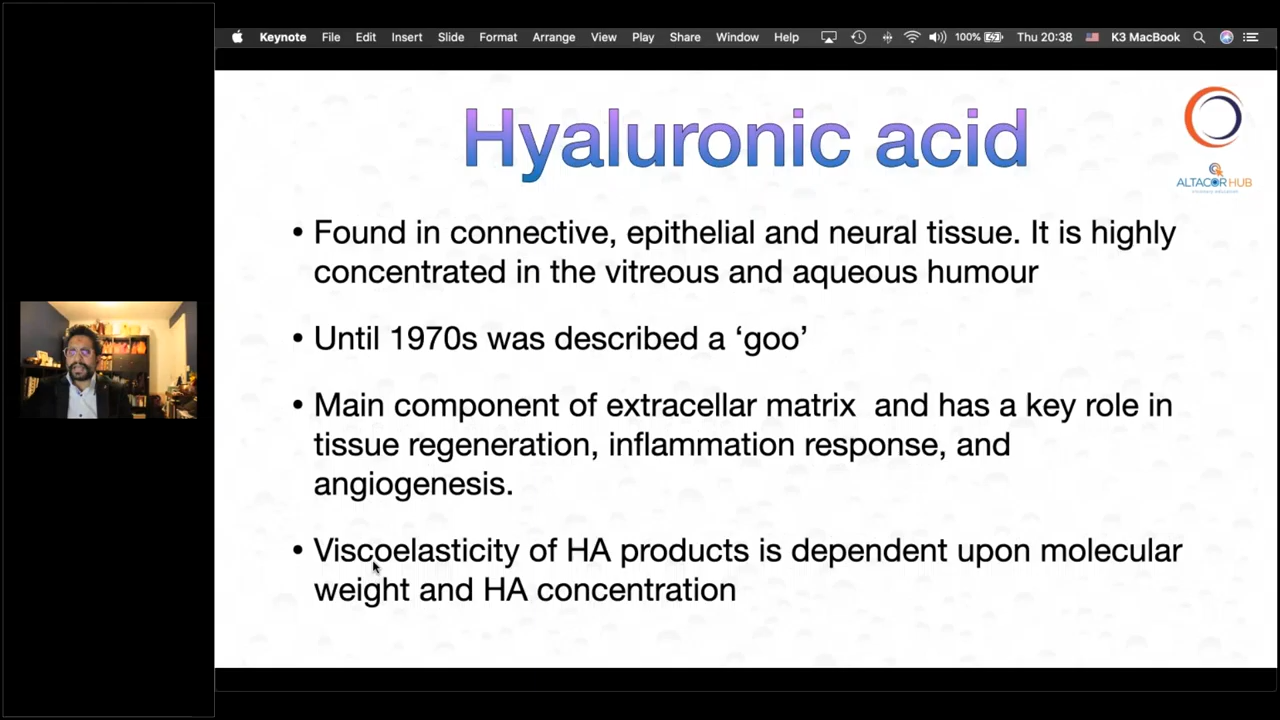 Keynote File Edit Insert Slide Format Arrange View Play Share Window Help 100% Thu 20:38 K3 MacBook
Hyaluronic acid
ALTACOR HUB
• Found in connective, epithelial and neural tissue. It is highly
concentrated in the vitreous and aqueous humour
• Until 1970s was described a ‘goo’
• Main component of extracellar matrix  and has a key role in
tissue regeneration, inflammation response, and
angiogenesis.
• Viscoelasticity of HA products is dependent upon molecular
weight and HA concentration